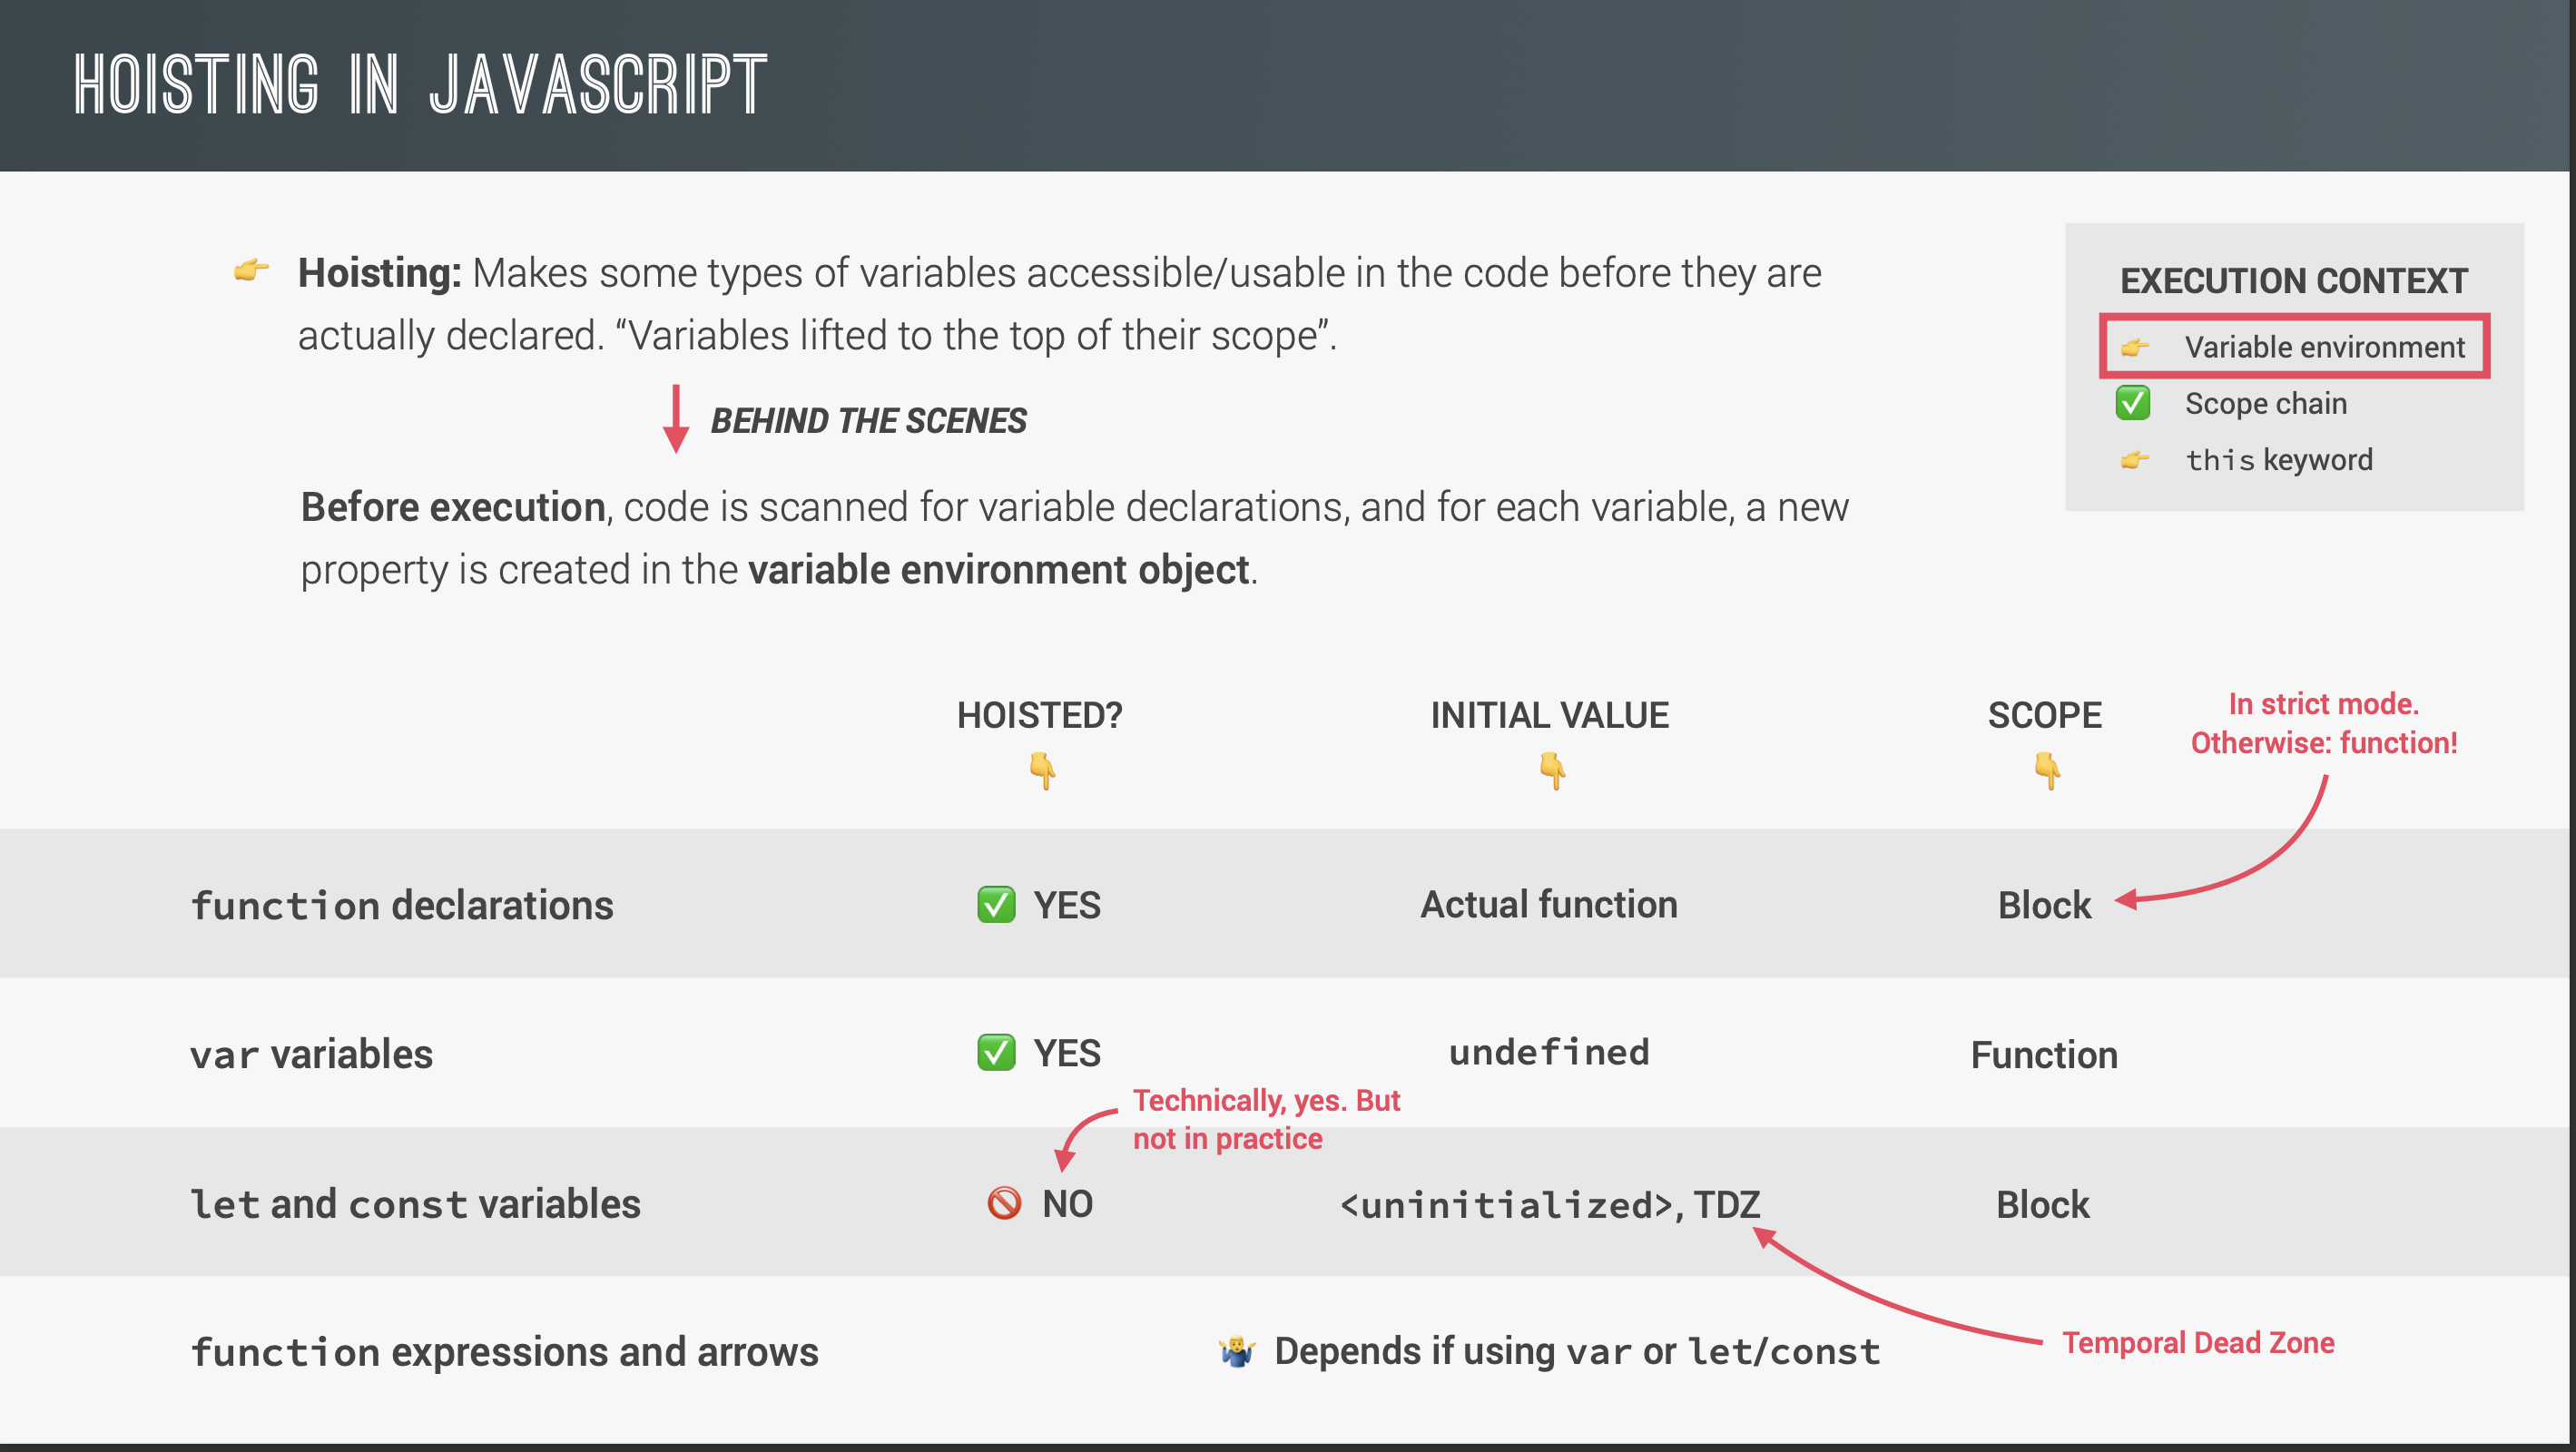 HOISTING IN JAVASCRIPT
Hoisting: Makes some types of variables accessible/usable in the code before they are
actually declared. “Variables lifted to the top of their scope”.
BEHIND THE SCENES
Before execution, code is scanned for variable declarations, and for each variable, a new
property is created in the variable environment object.
EXECUTION CONTEXT
Variable environment
Scope chain
this keyword
HOISTED?
INITIAL VALUE
SCOPE
In strict mode.
Otherwise: function!
function declarations
YES
Actual function
Block
var variables
YES
undefined
Function
Technically, yes. But
not in practice
let and const variables
NO
<uninitialized>, TDZ
Block
Temporal Dead Zone
function expressions and arrows
Depends if using var or let/const